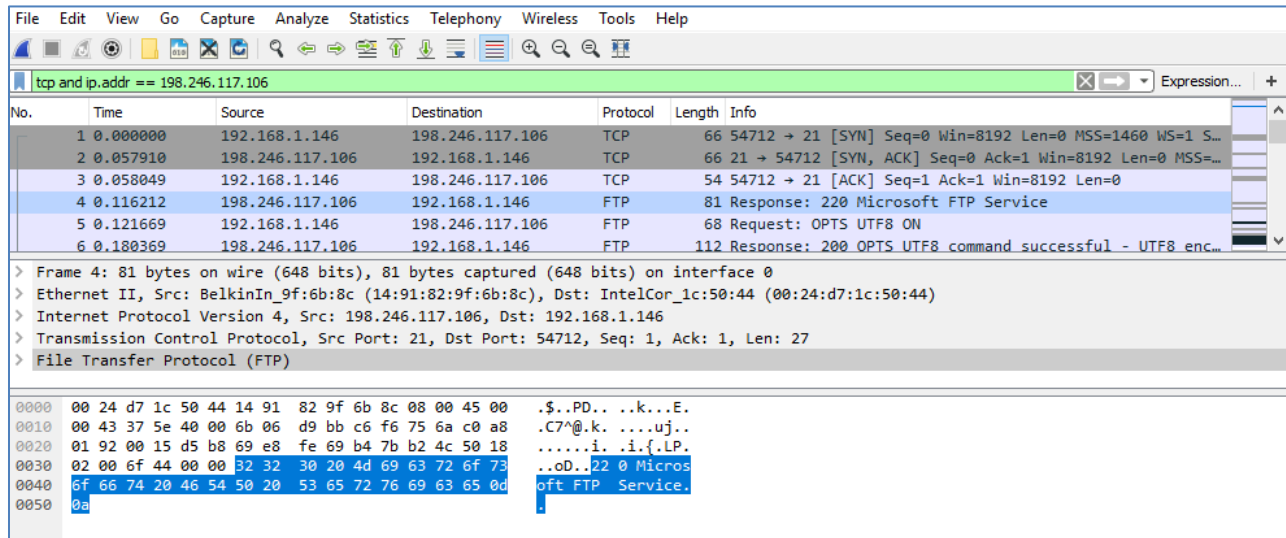 File Edit View Go Capture Analyze Statistics Telephony Wireless Tools Help
tcp and ip.addr == 198.246.117.106 Expression... +
No. Time Source Destination Protocol Length Info
1 0.000000 192.168.1.146 198.246.117.106 TCP 66 54712 → 21 [SYN] Seq=0 Win=8192 Len=0 MSS=1460 WS=1 S…
2 0.057910 198.246.117.106 192.168.1.146 TCP 66 21 → 54712 [SYN, ACK] Seq=0 Ack=1 Win=8192 Len=0 MSS=…
3 0.058049 192.168.1.146 198.246.117.106 TCP 54 54712 → 21 [ACK] Seq=1 Ack=1 Win=8192 Len=0
4 0.116212 198.246.117.106 192.168.1.146 FTP 81 Response: 220 Microsoft FTP Service
5 0.121669 192.168.1.146 198.246.117.106 FTP 68 Request: OPTS UTF8 ON
6 0.180369 198.246.117.106 192.168.1.146 FTP 112 Response: 200 OPTS UTF8 command successful - UTF8 enc…
> Frame 4: 81 bytes on wire (648 bits), 81 bytes captured (648 bits) on interface 0
> Ethernet II, Src: BelkinIn_9f:6b:8c (14:91:82:9f:6b:8c), Dst: IntelCor_1c:50:44 (00:24:d7:1c:50:44)
> Internet Protocol Version 4, Src: 198.246.117.106, Dst: 192.168.1.146
> Transmission Control Protocol, Src Port: 21, Dst Port: 54712, Seq: 1, Ack: 1, Len: 27
> File Transfer Protocol (FTP)
0000 00 24 d7 1c 50 44 14 91 82 9f 6b 8c 08 00 45 00 .$..PD.. ..k...E.
0010 00 43 37 5e 40 00 6b 06 d9 bb c6 f6 75 6a c0 a8 .C7^@.k. ....uj..
0020 01 92 00 15 d5 b8 69 e8 fe 69 b4 7b b2 4c 50 18 ......i. .i.{.LP.
0030 02 00 6f 44 00 00 32 32 30 20 4d 69 63 72 6f 73 ..oD..22 0 Micros
0040 6f 66 74 20 46 54 50 20 53 65 72 76 69 63 65 0d oft FTP Service.
0050 0a .